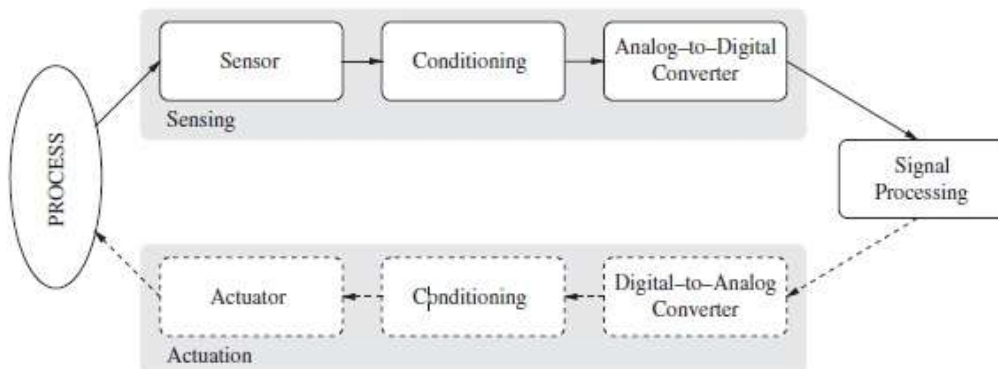 Sensor
Conditioning
Analog–to–Digital
Converter
Sensing
PROCESS
Signal
Processing
Actuator
Conditioning
Digital–to–Analog
Converter
Actuation